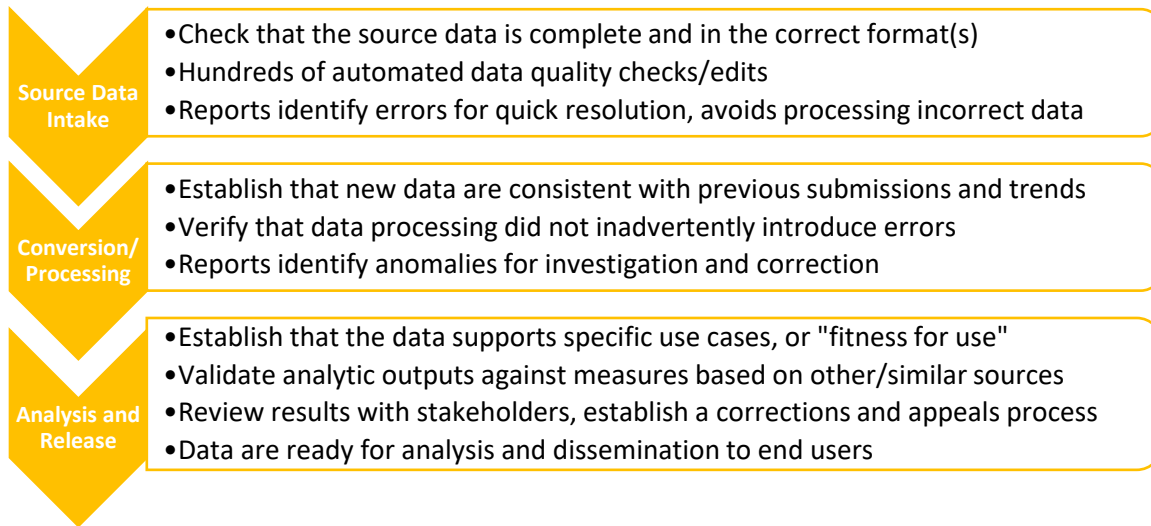 Source Data
Intake
•Check that the source data is complete and in the correct format(s)
•Hundreds of automated data quality checks/edits
•Reports identify errors for quick resolution, avoids processing incorrect data
Conversion/
Processing
•Establish that new data are consistent with previous submissions and trends
•Verify that data processing did not inadvertently introduce errors
•Reports identify anomalies for investigation and correction
Analysis and
Release
•Establish that the data supports specific use cases, or "fitness for use"
•Validate analytic outputs against measures based on other/similar sources
•Review results with stakeholders, establish a corrections and appeals process
•Data are ready for analysis and dissemination to end users